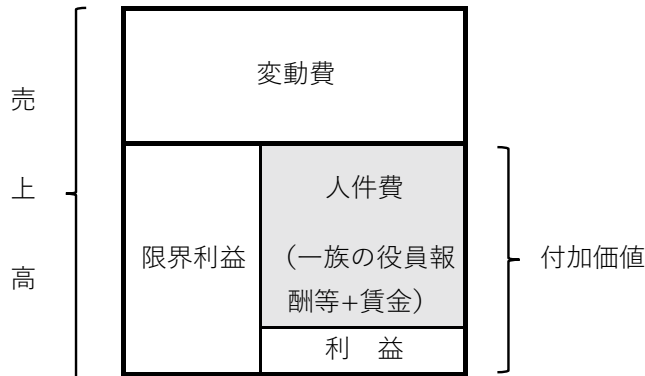 変動費
売上高
限界利益
人件費
（一族の役員報
酬等+賃金）
利　益
付加価値